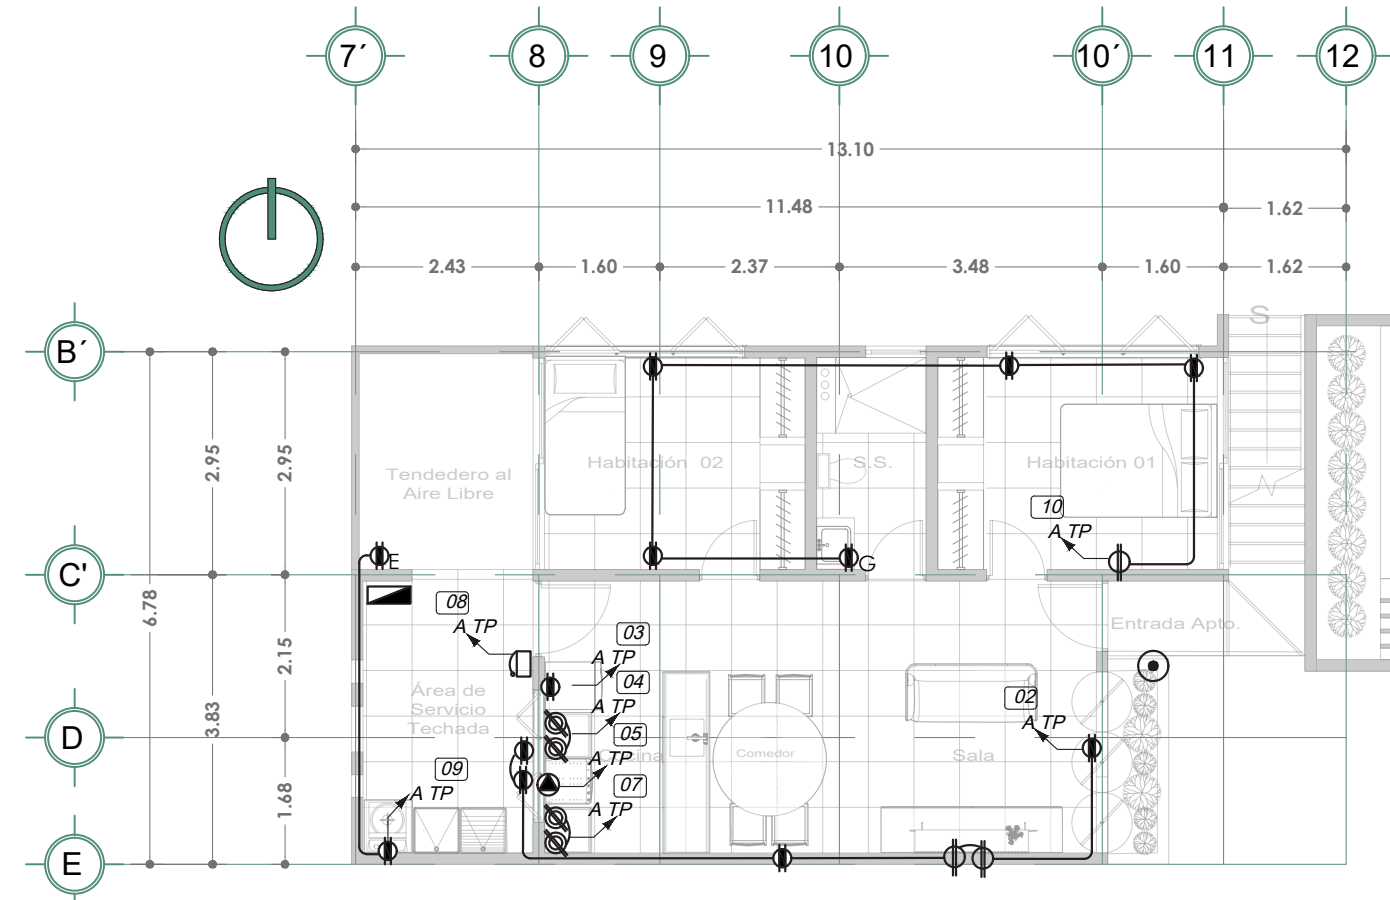 7´ 8 9 10 10´ 11 12
13.10
11.48 1.62
2.43 1.60 2.37 3.48 1.60 1.62
S
B´
2.95 2.95
Habitación 02 S.S. Habitación 01
Tendedero al
Aire Libre
10
A TP
E G
C'
6.78
08
A TP
03
A TP
Entrada Apto.
2.15
04
A TP
02
A TP
Área de
Servicio
Techada
3.83
D
05
A TP
Comedor Sala
09
A TP
07
A TP
1.68
E